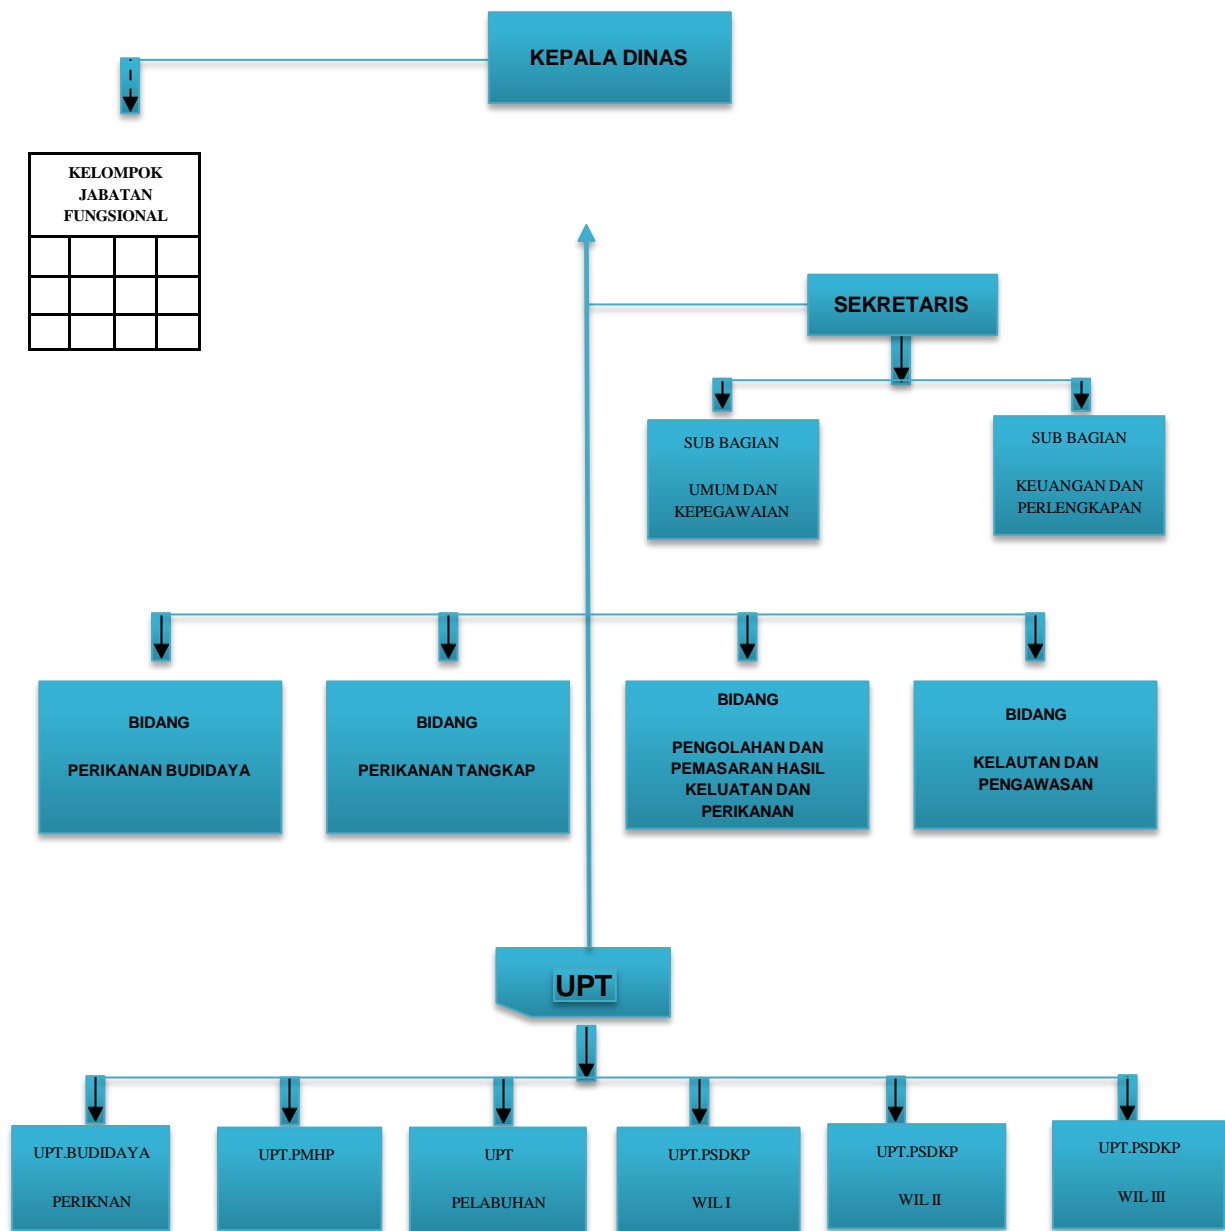 KEPALA DINAS
KELOMPOK
JABATAN
FUNGSIONAL
SEKRETARIS
SUB BAGIAN
UMUM DAN
KEPEGAWAIAN
SUB BAGIAN
KEUANGAN DAN
PERLENGKAPAN
BIDANG
PERIKANAN BUDIDAYA
BIDANG
PERIKANAN TANGKAP
BIDANG
PENGOLAHAN DAN
PEMASARAN HASIL
KELUATAN DAN
PERIKANAN
BIDANG
KELAUTAN DAN
PENGAWASAN
UPT
UPT.BUDIDAYA
PERIKNAN
UPT.PMHP
UPT
PELABUHAN
UPT.PSDKP
WIL I
UPT.PSDKP
WIL II
UPT.PSDKP
WIL III